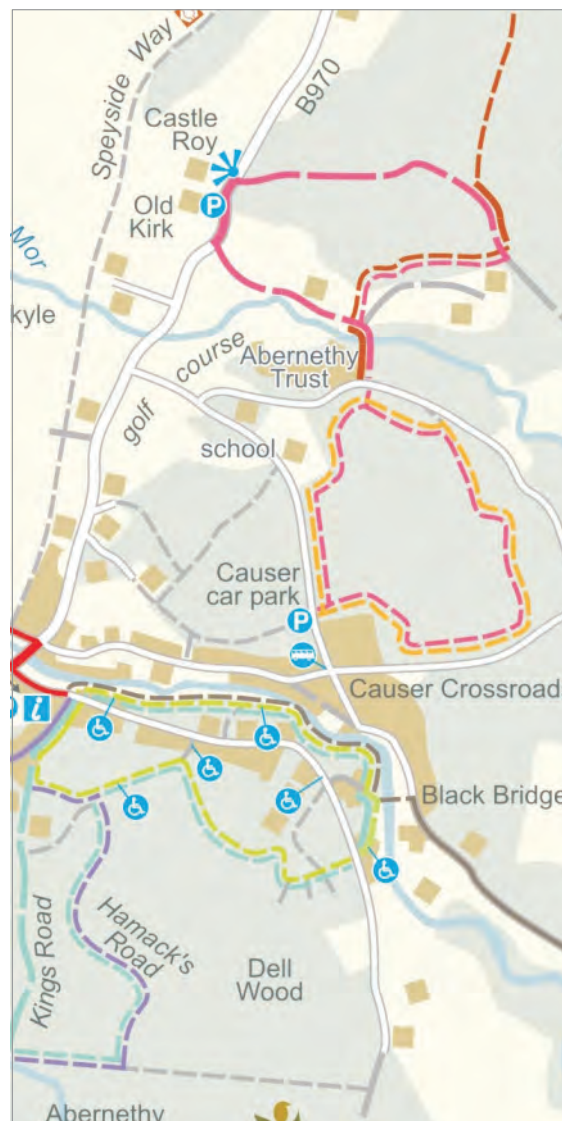 Speyside Way
B970
Castle
Roy
Old
Kirk
P
Mor
kyle
golf course
Abernethy
Trust
school
Causer
car park
P
Causer Crossroad
i
Black Bridge
Kings Road
Hamack's
Road
Dell
Wood
Abernethy